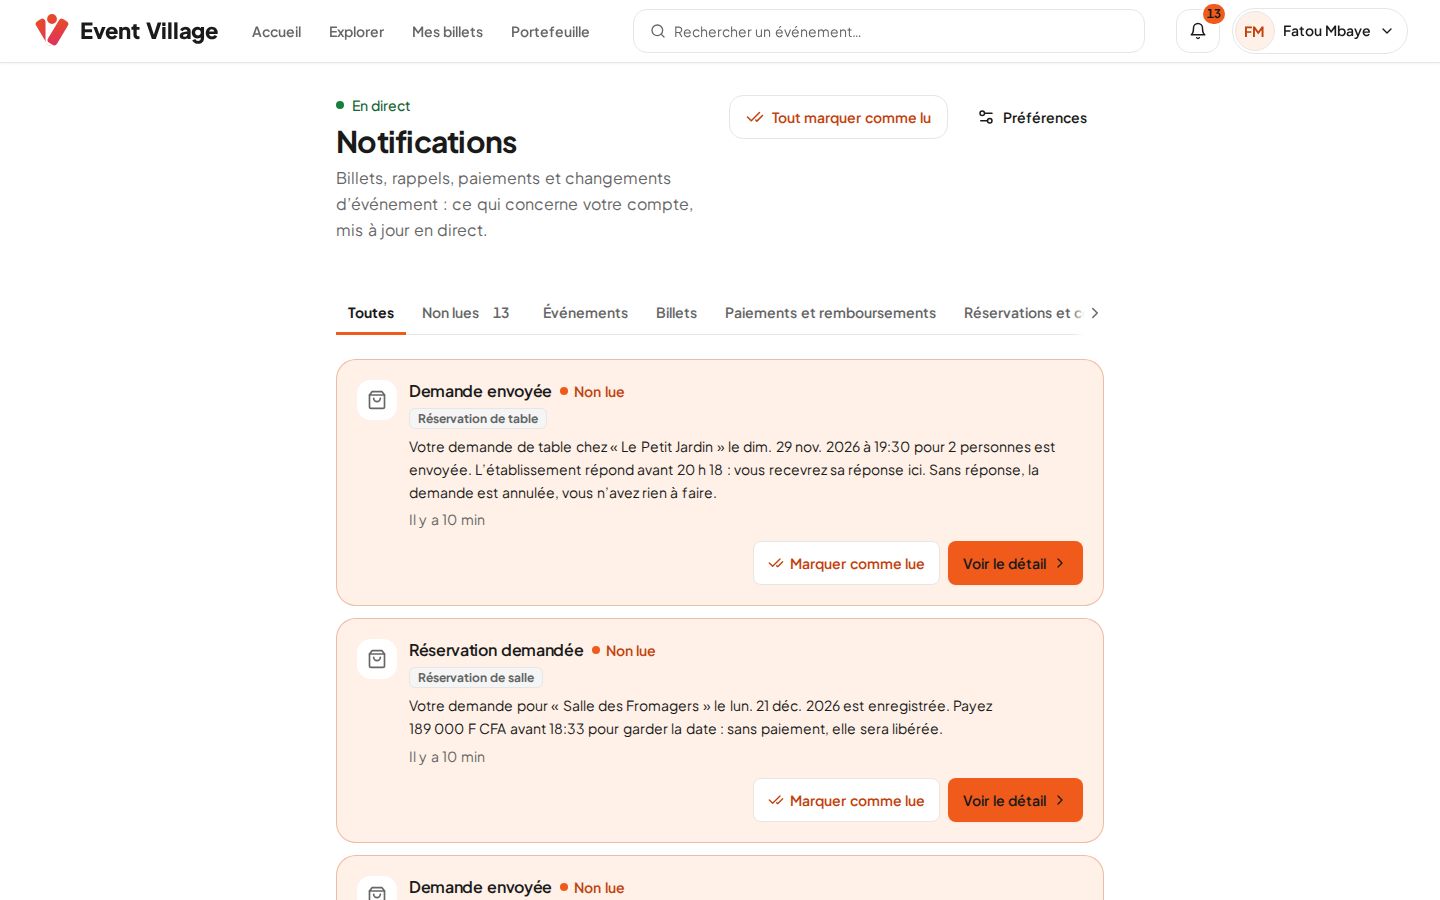 Event Village
Accueil
Explorer
Mes billets
Portefeuille
Rechercher un événement…
13
FM
Fatou Mbaye
En direct
Notifications
Billets, rappels, paiements et changements
d’événement : ce qui concerne votre compte,
mis à jour en direct.
Tout marquer comme lu
Préférences
Toutes
Non lues 13
Événements
Billets
Paiements et remboursements
Réservations et c
Demande envoyée
Non lue
Réservation de table
Votre demande de table chez « Le Petit Jardin » le dim. 29 nov. 2026 à 19:30 pour 2 personnes est
envoyée. L’établissement répond avant 20 h 18 : vous recevrez sa réponse ici. Sans réponse, la
demande est annulée, vous n’avez rien à faire.
Il y a 10 min
Marquer comme lue
Voir le détail
Réservation demandée
Non lue
Réservation de salle
Votre demande pour « Salle des Fromagers » le lun. 21 déc. 2026 est enregistrée. Payez
189 000 F CFA avant 18:33 pour garder la date : sans paiement, elle sera libérée.
Il y a 10 min
Marquer comme lue
Voir le détail
Demande envoyée
Non lue